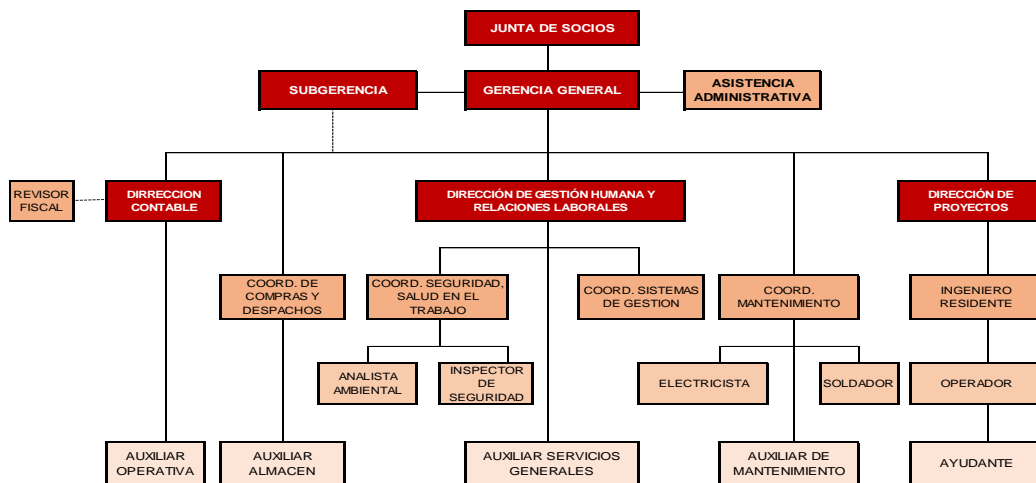 JUNTA DE SOCIOS
SUBGERENCIA
GERENCIA GENERAL
ASISTENCIA
ADMINISTRATIVA
REVISOR
FISCAL
DIRRECCION
CONTABLE
DIRECCIÓN DE GESTIÓN HUMANA Y
RELACIONES LABORALES
DIRECCIÓN DE
PROYECTOS
COORD. DE
COMPRAS Y
DESPACHOS
COORD. SEGURIDAD,
SALUD EN EL
TRABAJO
COORD. SISTEMAS
DE GESTION
COORD.
MANTENIMIENTO
INGENIERO
RESIDENTE
ANALISTA
AMBIENTAL
INSPECTOR
DE
SEGURIDAD
ELECTRICISTA
SOLDADOR
OPERADOR
AUXILIAR
OPERATIVA
AUXILIAR
ALMACEN
AUXILIAR SERVICIOS
GENERALES
AUXILIAR DE
MANTENIMIENTO
AYUDANTE